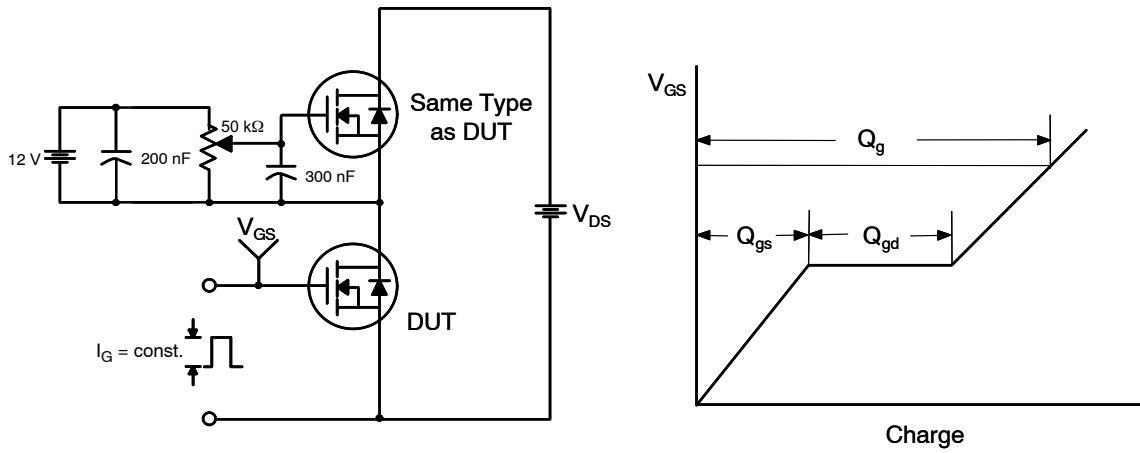 12 V
200 nF
50 kΩ
300 nF
Same Type
as DUT
V_GS
DUT
I_G = const.
V_DS
V_GS
Q_g
Q_gs
Q_gd
Charge